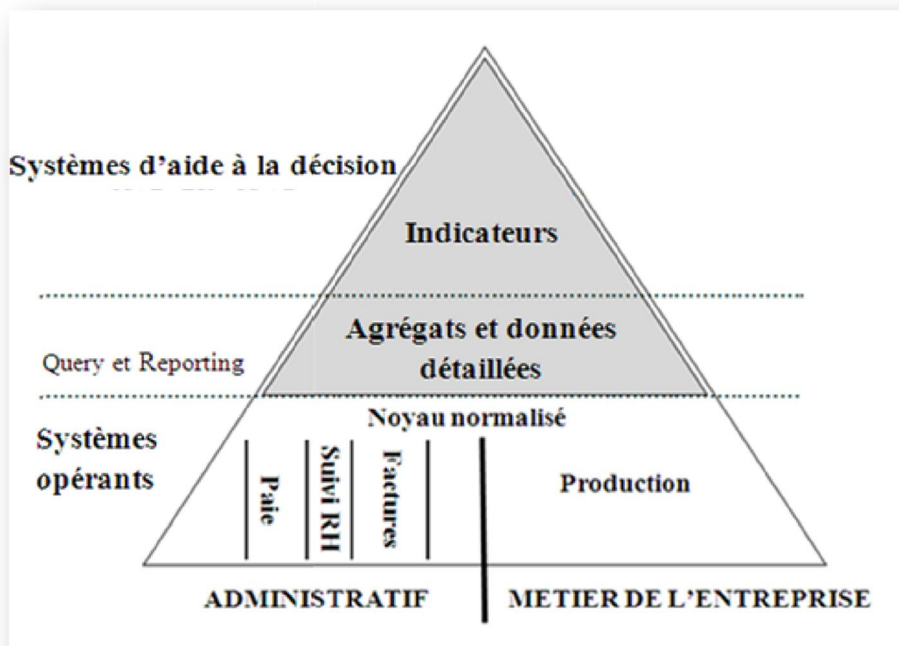 Systèmes d’aide à la décision
Indicateurs
Agrégats et données
détaillées
Query et Reporting
Noyau normalisé
Systèmes
opérants
Paie
Suivi RH
Factures
Production
ADMINISTRATIF
METIER DE L’ENTREPRISE